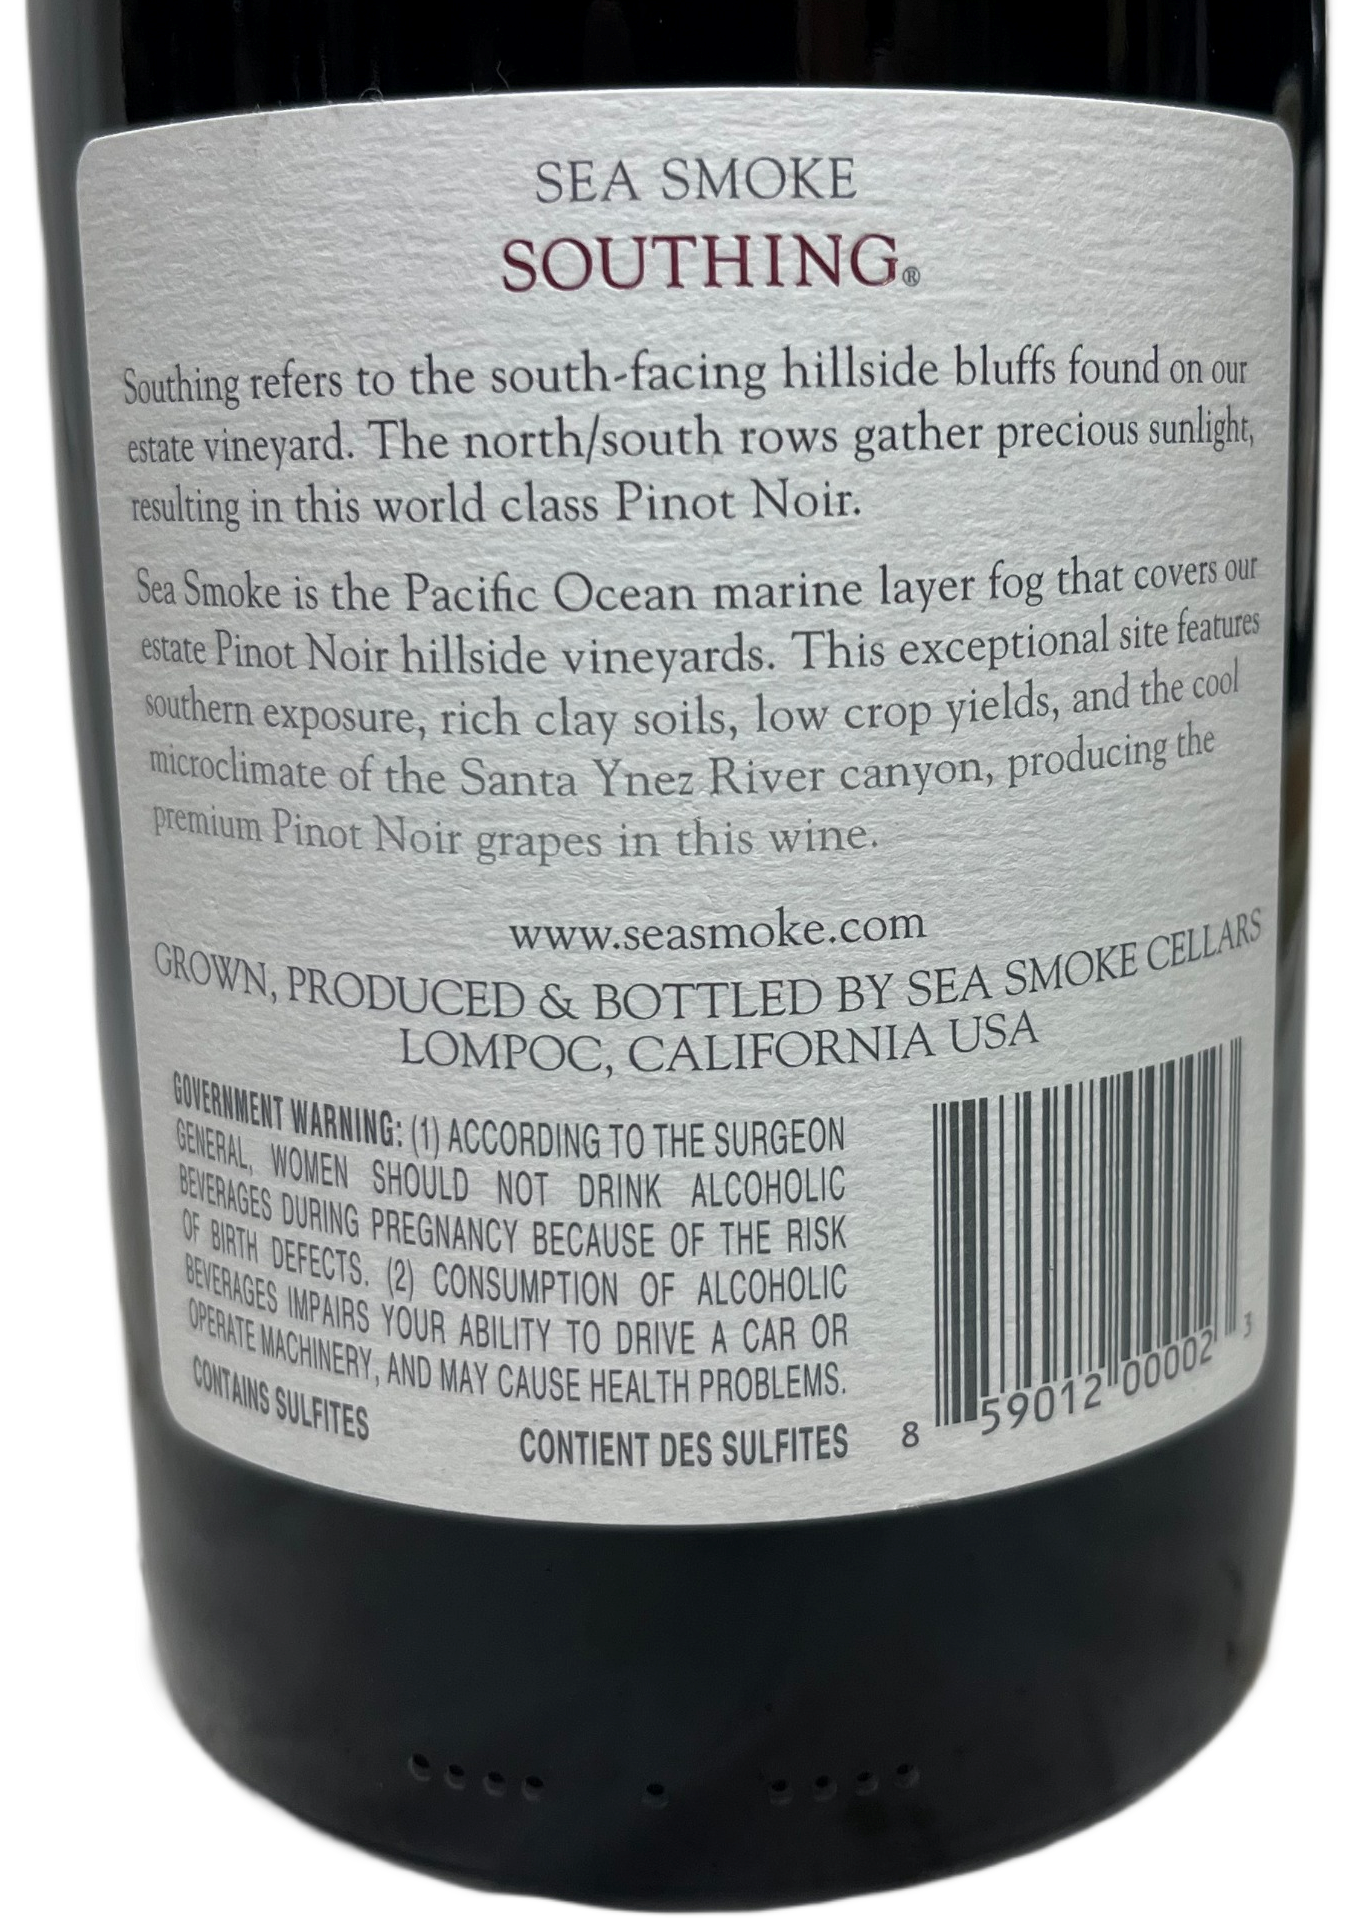 SEA SMOKE
SOUTHING®
Southing refers to the south-facing hillside bluffs found on our
estate vineyard. The north/south rows gather precious sunlight,
resulting in this world class Pinot Noir.
Sea Smoke is the Pacific Ocean marine layer fog that covers our
estate Pinot Noir hillside vineyards. This exceptional site features
southern exposure, rich clay soils, low crop yields, and the cool
microclimate of the Santa Ynez River canyon, producing the
premium Pinot Noir grapes in this wine.
www.seasmoke.com
GROWN, PRODUCED & BOTTLED BY SEA SMOKE CELLARS
LOMPOC, CALIFORNIA USA
GOVERNMENT WARNING: (1) ACCORDING TO THE SURGEON
GENERAL, WOMEN SHOULD NOT DRINK ALCOHOLIC
BEVERAGES DURING PREGNANCY BECAUSE OF THE RISK
OF BIRTH DEFECTS. (2) CONSUMPTION OF ALCOHOLIC
BEVERAGES IMPAIRS YOUR ABILITY TO DRIVE A CAR OR
OPERATE MACHINERY, AND MAY CAUSE HEALTH PROBLEMS.
CONTAINS SULFITES CONTIENT DES SULFITES
8 59012 00002 3